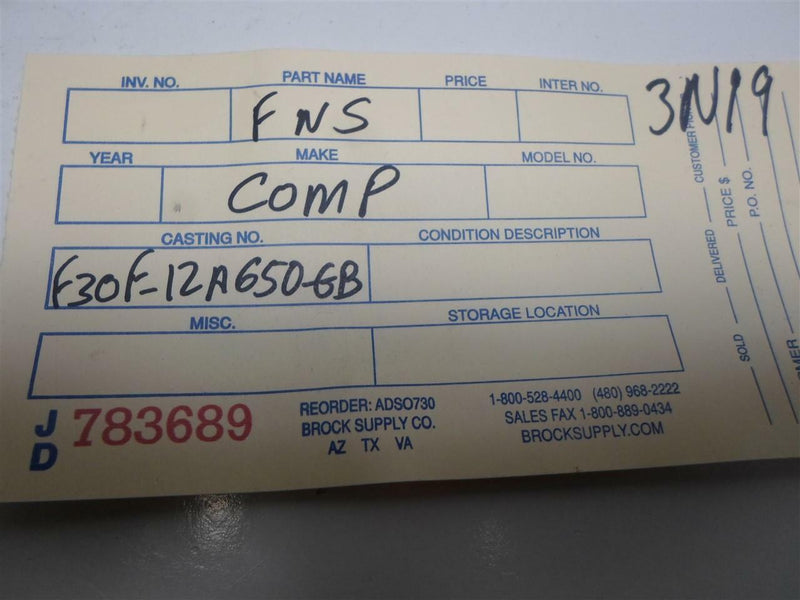 INV. NO. PART NAME PRICE INTER NO.
FNS
3N19
YEAR MAKE MODEL NO.
COMP
CASTING NO. CONDITION DESCRIPTION
F30F-12A650-GB
MISC. STORAGE LOCATION
JD 783689
REORDER: ADSO730
BROCK SUPPLY CO.
AZ TX VA
1-800-528-4400 (480) 968-2222
SALES FAX 1-800-889-0434
BROCKSUPPLY.COM
SOLD DELIVERED CUSTOMER
PRICE $
P.O. NO.